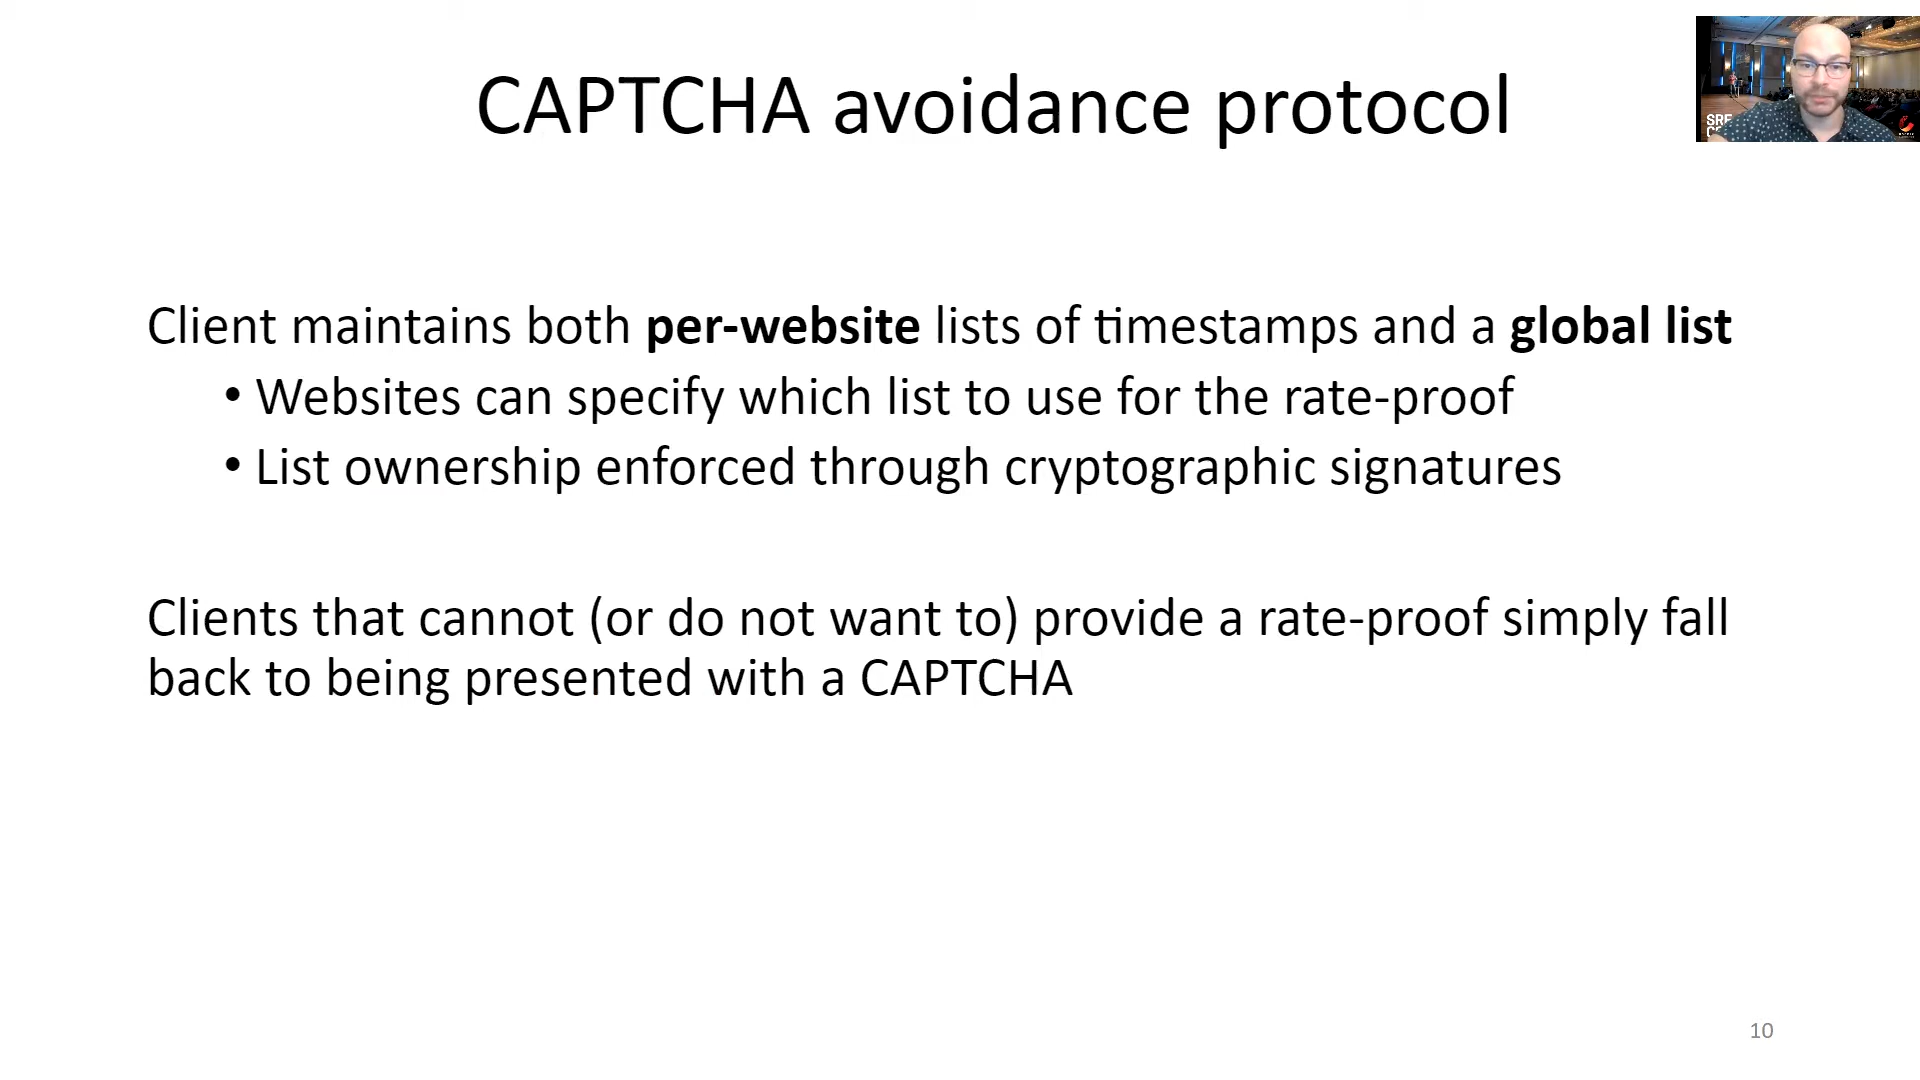 CAPTCHA avoidance protocol
Client maintains both per-website lists of timestamps and a global list
• Websites can specify which list to use for the rate-proof
• List ownership enforced through cryptographic signatures
Clients that cannot (or do not want to) provide a rate-proof simply fall
back to being presented with a CAPTCHA
10